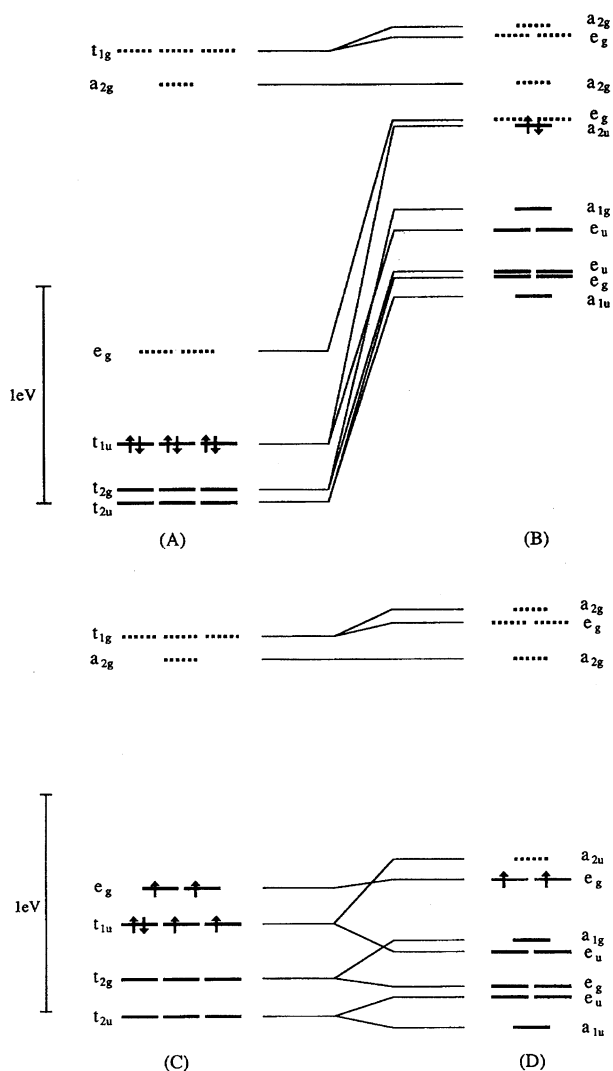 a2g
eg
t1g
a2g
a2g
eg
a2u
a1g
eu
eu
eg
a1u
eg
1eV
t1u
t2g
t2u
(A)
(B)
a2g
eg
t1g
a2g
a2g
a2u
eg
eg
1eV
t1u
a1g
eu
t2g
eg
eu
t2u
a1u
(C)
(D)